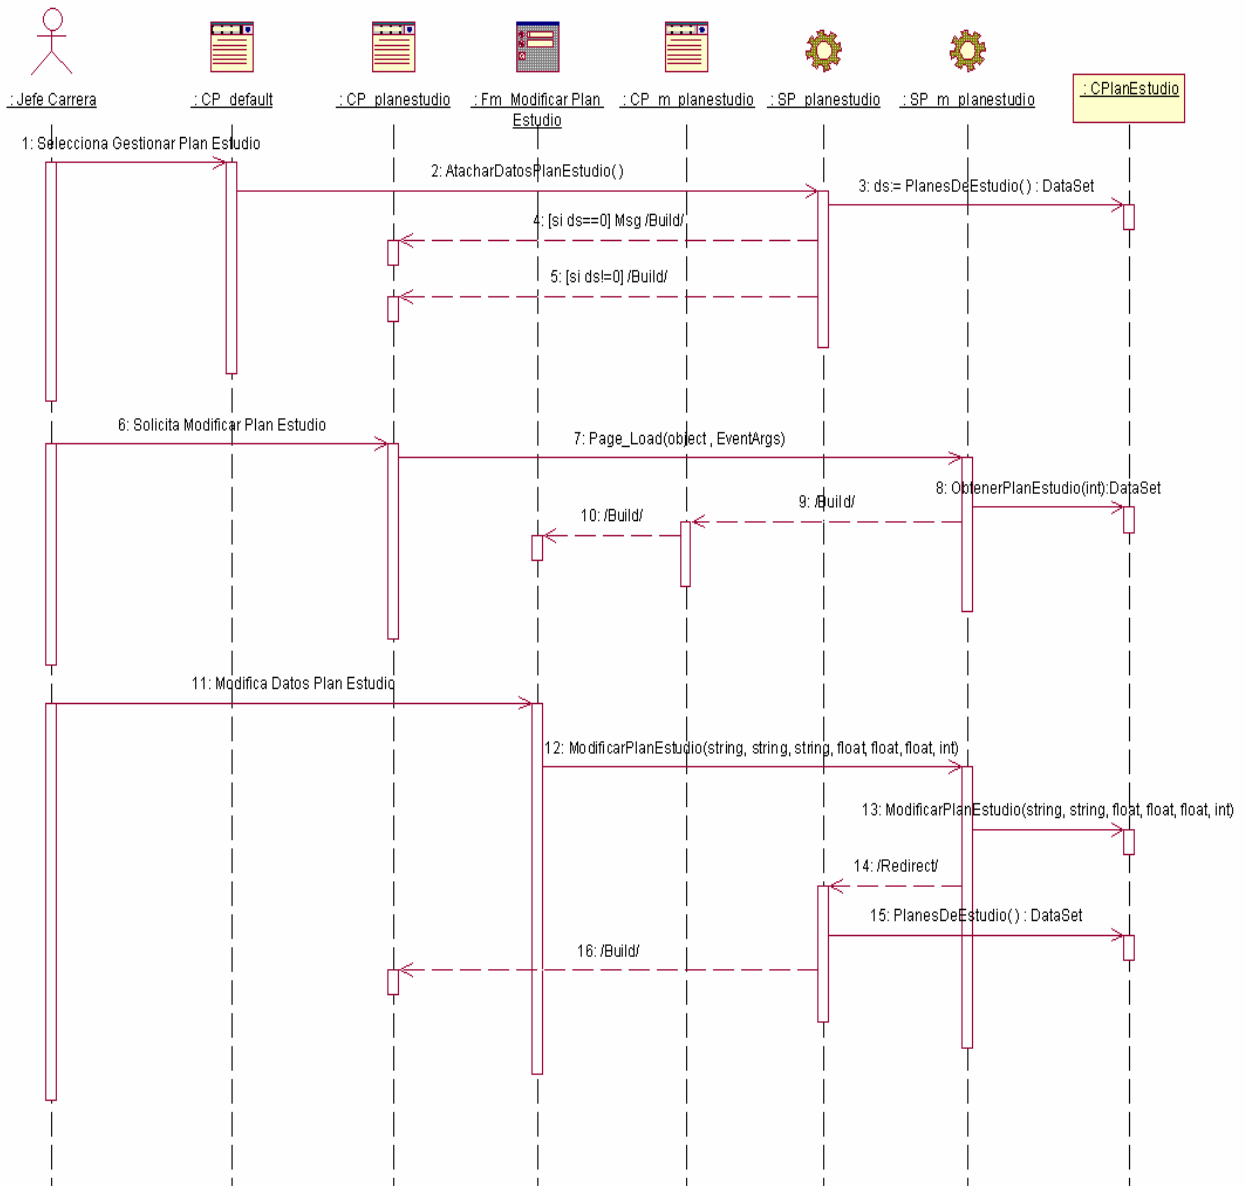 : Jefe Carrera
: CP_default
: CP_planestudio
: Fm_Modificar Plan
Estudio
: CP_m_planestudio
: SP_planestudio
: SP_m_planestudio
: CPlanEstudio
1: Selecciona Gestionar Plan Estudio
2: AtacharDatosPlanEstudio( )
3: ds:= PlanesDeEstudio( ) : DataSet
4: [si ds==0] Msg /Build/
5: [si ds!=0] /Build/
6: Solicita Modificar Plan Estudio
7: Page_Load(object , EventArgs)
8: ObtenerPlanEstudio(int):DataSet
9: /Build/
10: /Build/
11: Modifica Datos Plan Estudio
12: ModificarPlanEstudio(string, string, string, float, float, float, int)
13: ModificarPlanEstudio(string, string, float, float, float, int)
14: /Redirect/
15: PlanesDeEstudio( ) : DataSet
16: /Build/